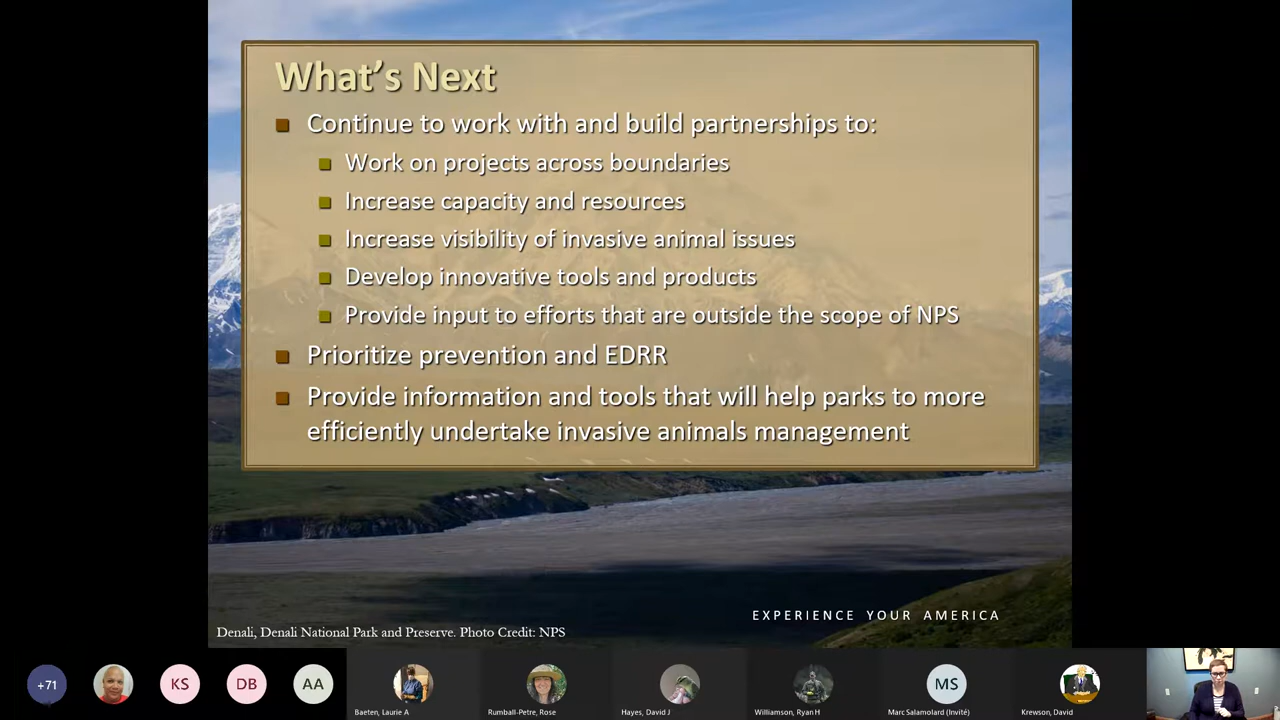 What's Next
Continue to work with and build partnerships to:
Work on projects across boundaries
Increase capacity and resources
Increase visibility of invasive animal issues
Develop innovative tools and products
Provide input to efforts that are outside the scope of NPS
Prioritize prevention and EDRR
Provide information and tools that will help parks to more
efficiently undertake invasive animals management
EXPERIENCE YOUR AMERICA
Denali, Denali National Park and Preserve. Photo Credit: NPS
+71
KS
DB
AA
MS
Baeten, Laurie A
Rumball-Petre, Rose
Hayes, David J
Williamson, Ryan H
Marc Salamolard (Invité)
Krewson, David